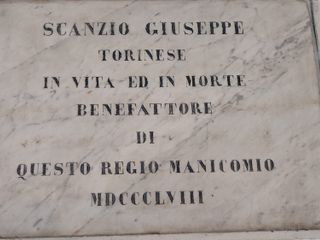 SCANZIO GIUSEPPE
TORINESE
IN VITA ED IN MORTE
BENEFATTORE
DI
QUESTO REGIO MANICOMIO
MDCCCLVIII